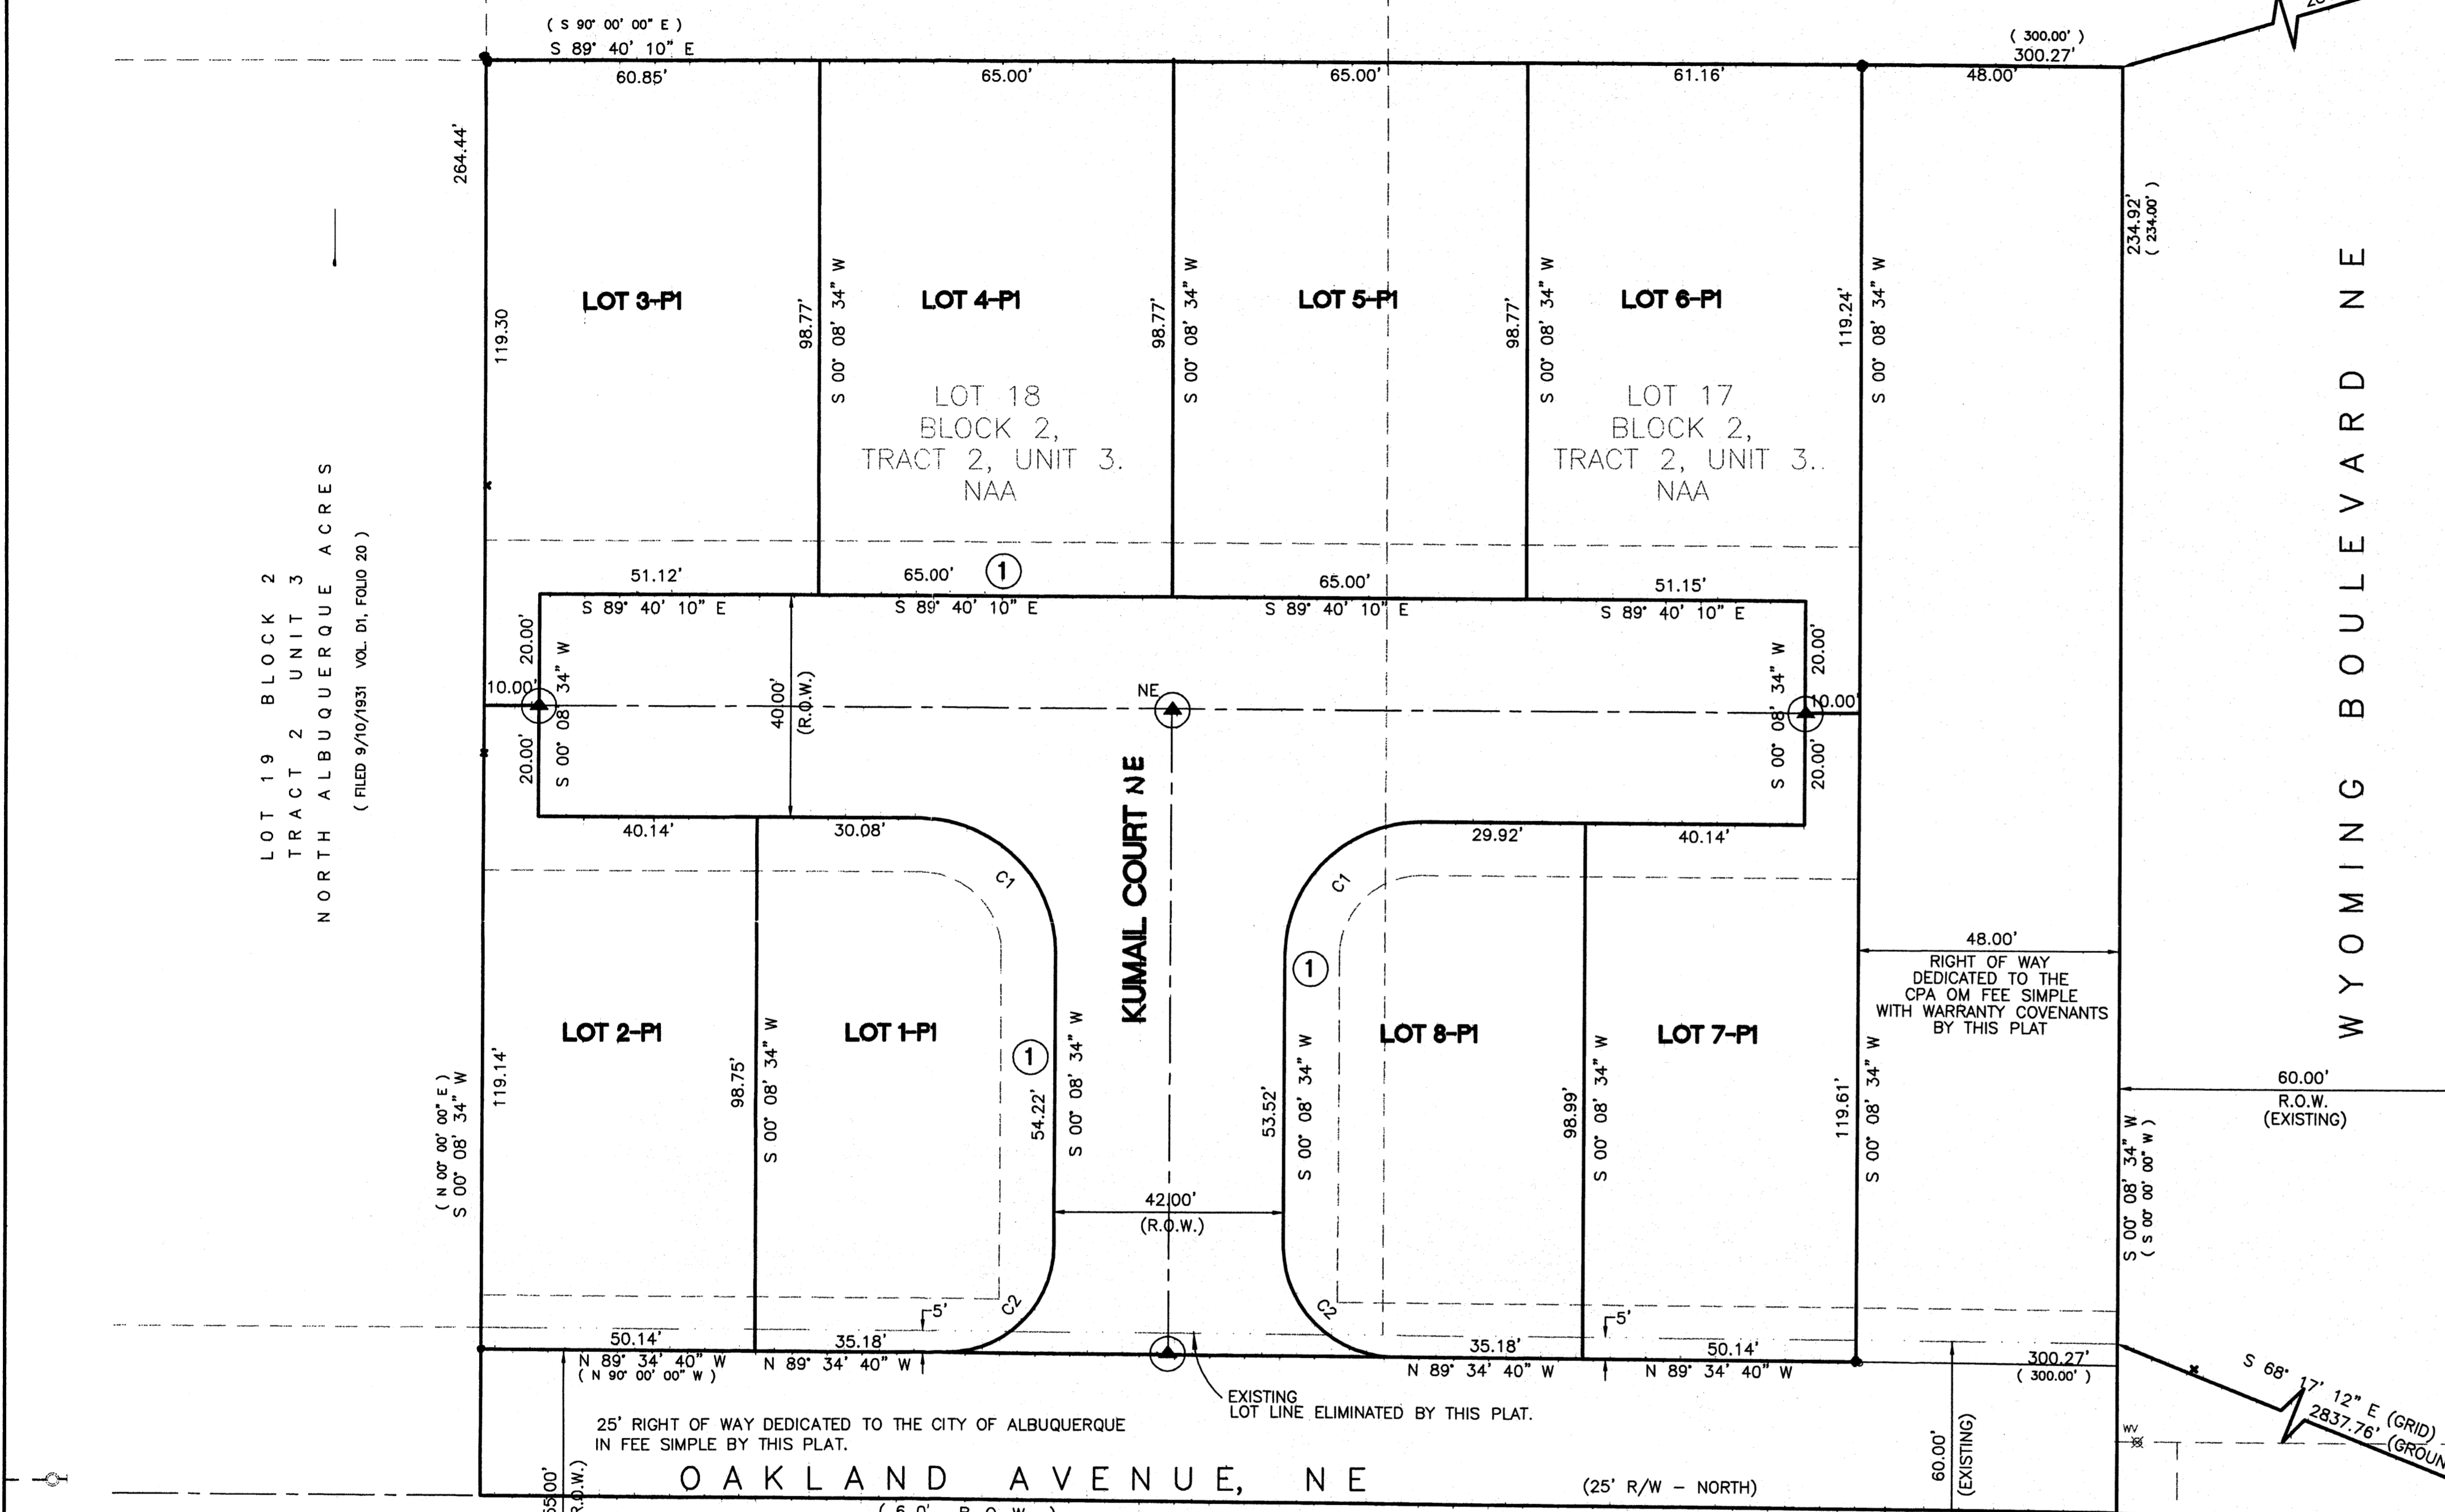 ( S 90° 00' 00" E )
S 89° 40' 10" E
( 300.00' )
300.27'
60.85'
65.00'
65.00'
61.16'
48.00'
264.44'
119.30
98.77'
S 00° 08' 34" W
98.77'
S 00° 08' 34" W
98.77'
S 00° 08' 34" W
119.24'
S 00° 08' 34" W
234.92'
( 234.00' )
LOT 3-P1
LOT 4-P1
LOT 5-P1
LOT 6-P1
LOT 18
BLOCK 2,
TRACT 2, UNIT 3.
NAA
LOT 17
BLOCK 2,
TRACT 2, UNIT 3..
NAA
WYOMING BOULEVARD NE
LOT 19 BLOCK 2
TRACT 2 UNIT 3
NORTH ALBUQUERQUE ACRES
( FILED 9/10/1931 VOL. D1, FOLIO 20 )
51.12'
S 89° 40' 10" E
65.00'
1
S 89° 40' 10" E
65.00'
S 89° 40' 10" E
51.15'
S 89° 40' 10" E
20.00'
10.00'
20.00'
S 00° 08' 34" W
40.00'
(R.O.W.)
NE
S 00° 08' 34" W
20.00'
10.00'
20.00'
KUMAIL COURT NE
40.14'
30.08'
29.92'
40.14'
C1
C1
1
1
48.00'
RIGHT OF WAY
DEDICATED TO THE
CPA OM FEE SIMPLE
WITH WARRANTY COVENANTS
BY THIS PLAT
LOT 2-P1
LOT 1-P1
LOT 8-P1
LOT 7-P1
( N 00° 00' 00" E )
S 00° 08' 34" W
119.14'
98.75'
S 00° 08' 34" W
54.22'
S 00° 08' 34" W
53.52'
S 00° 08' 34" W
98.99'
S 00° 08' 34" W
119.61'
S 00° 08' 34" W
60.00'
R.O.W.
(EXISTING)
S 00° 08' 34" W
( S 00° 00' 00" W )
42.00'
(R.O.W.)
C2
C2
5'
5'
50.14'
N 89° 34' 40" W
( N 90° 00' 00" W )
35.18'
N 89° 34' 40" W
35.18'
N 89° 34' 40" W
50.14'
N 89° 34' 40" W
300.27'
( 300.00' )
EXISTING
LOT LINE ELIMINATED BY THIS PLAT.
25' RIGHT OF WAY DEDICATED TO THE CITY OF ALBUQUERQUE
IN FEE SIMPLE BY THIS PLAT.
S 68° 17' 12" E (GRID)
2837.76' (GROUN
WV
60.00'
(EXISTING)
OAKLAND AVENUE, NE
(25' R/W - NORTH)
R.O.W.)